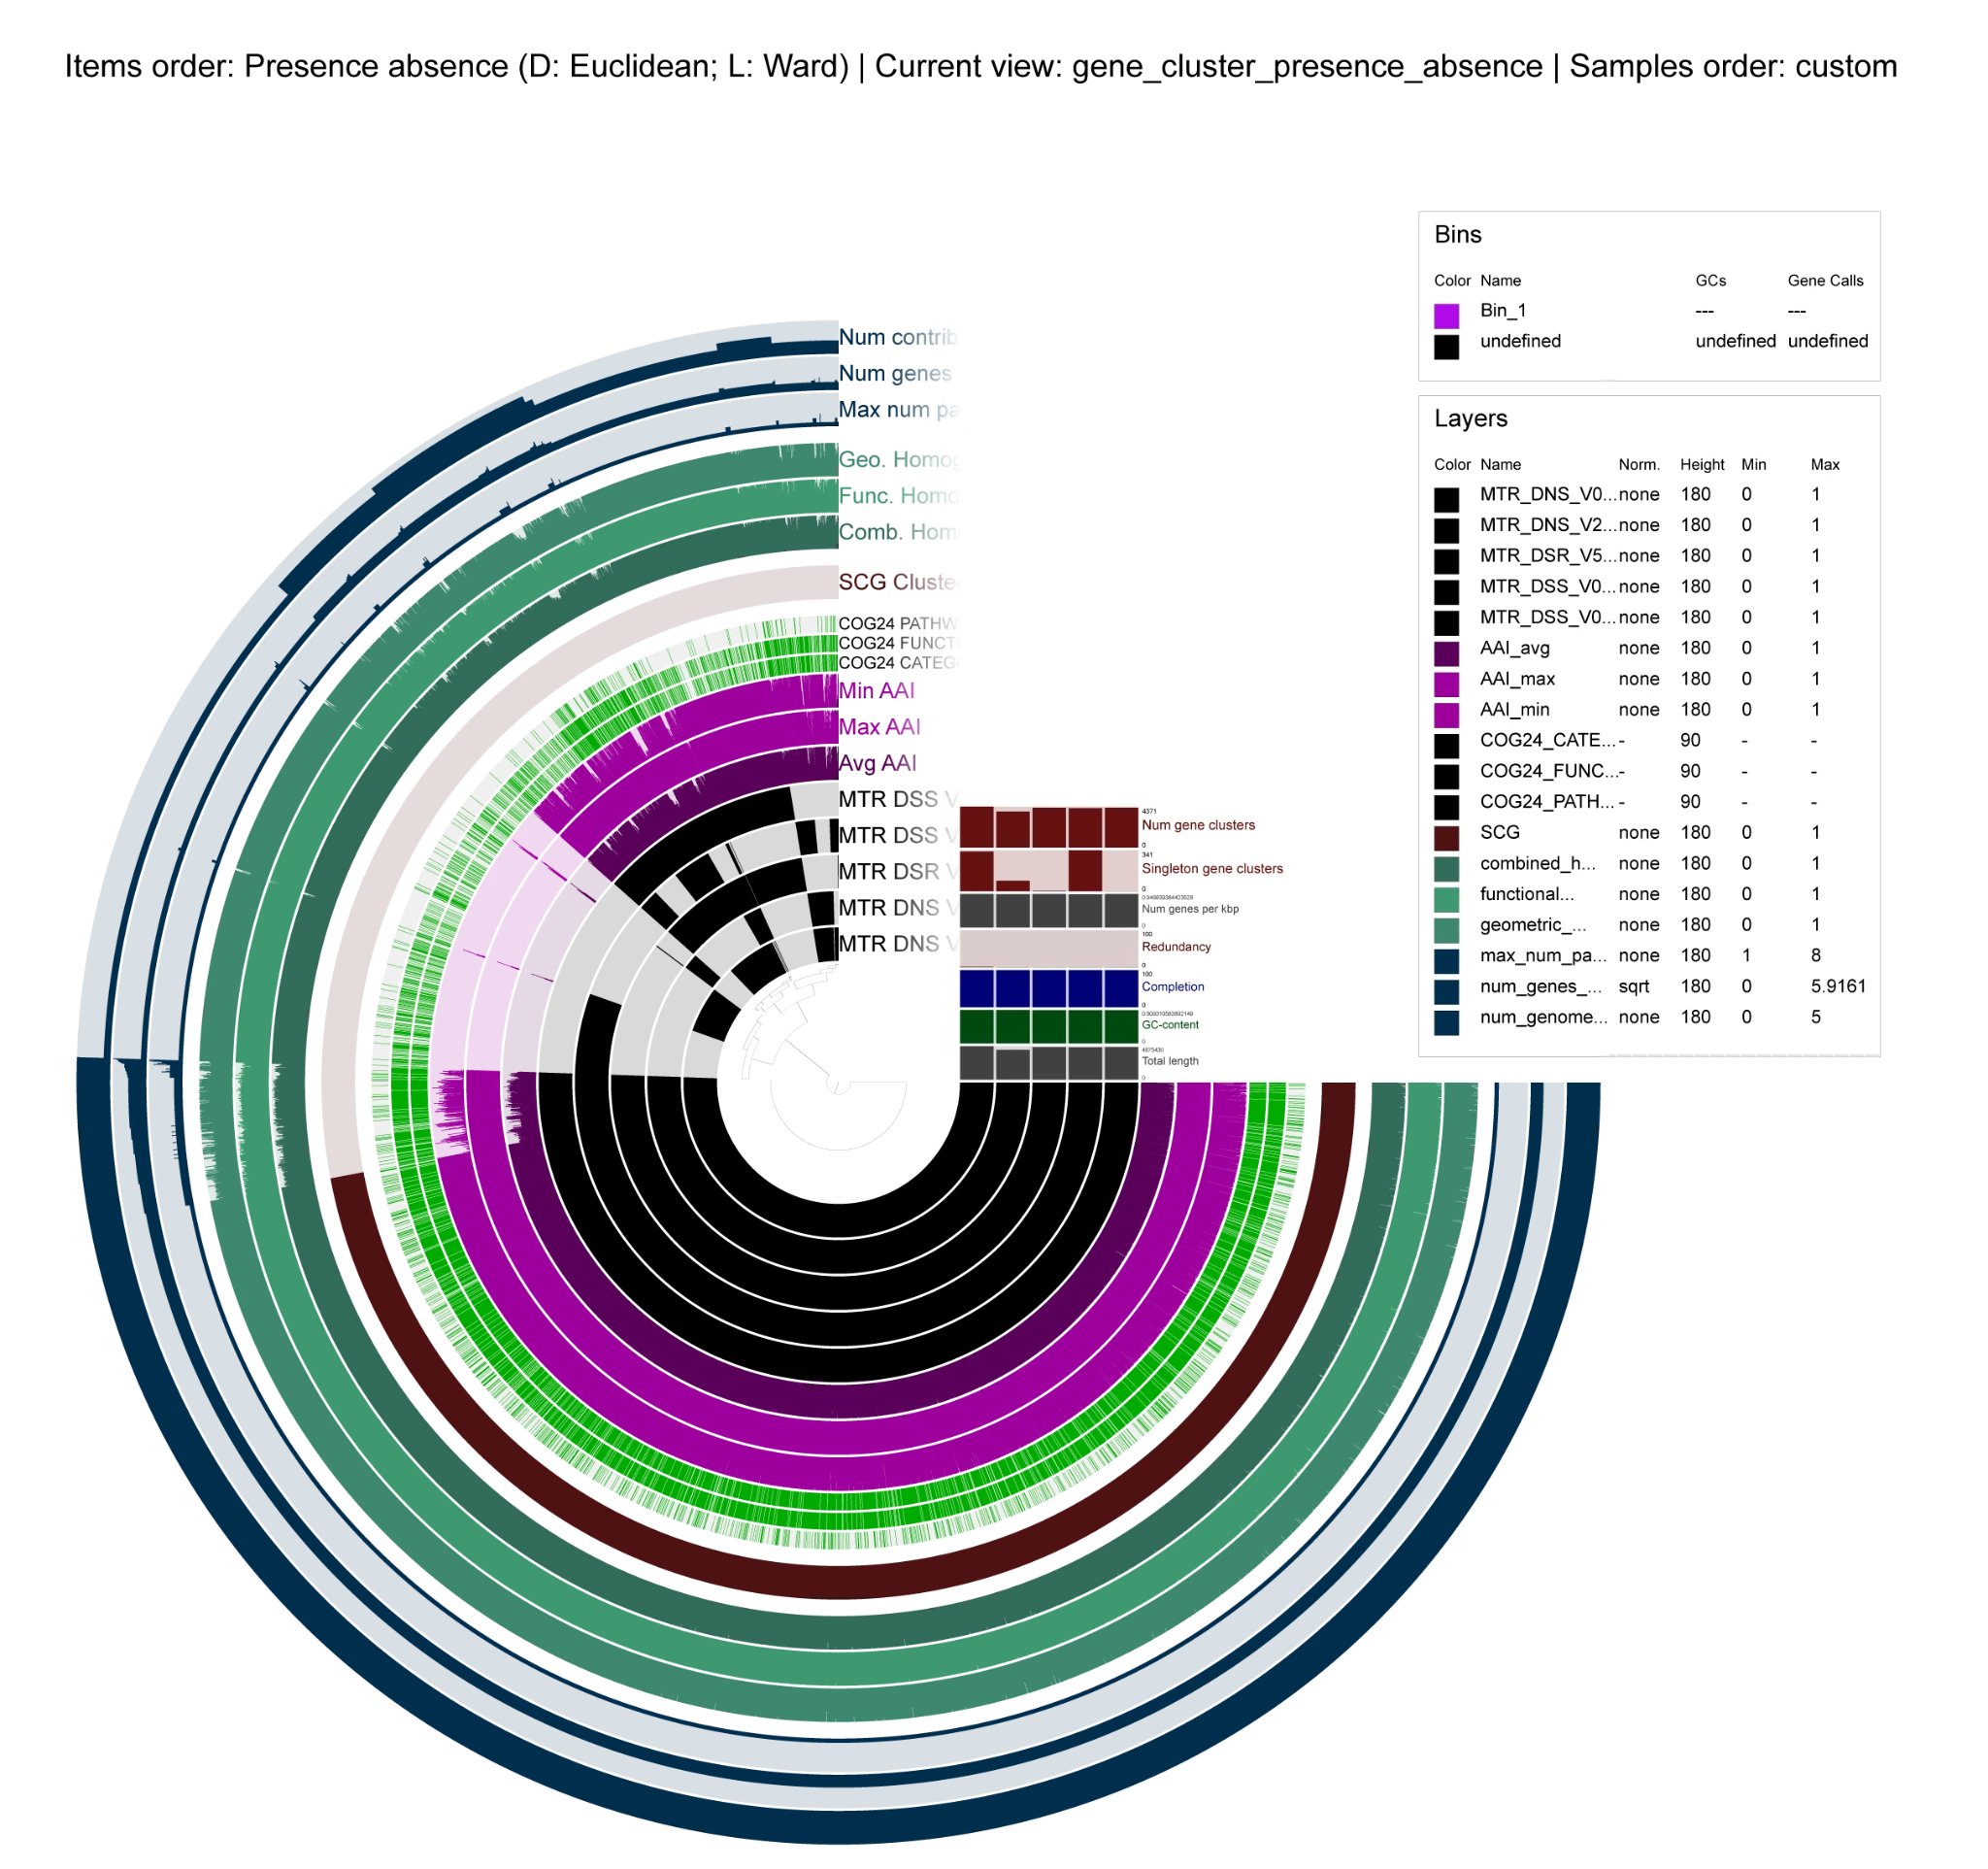 Items order: Presence absence (D: Euclidean; L: Ward) | Current view: gene_cluster_presence_absence | Samples order: custom
Bins
Color Name GCs Gene Calls
Bin_1 --- ---
undefined undefined undefined
Layers
Color Name Norm. Height Min Max
MTR_DNS_V0... none 180 0 1
MTR_DNS_V2... none 180 0 1
MTR_DSR_V5... none 180 0 1
MTR_DSS_V0... none 180 0 1
MTR_DSS_V0... none 180 0 1
AAI_avg none 180 0 1
AAI_max none 180 0 1
AAI_min none 180 0 1
COG24_CATE... - 90 - -
COG24_FUNC... - 90 - -
COG24_PATH... - 90 - -
SCG none 180 0 1
combined_h... none 180 0 1
functional... none 180 0 1
geometric_... none 180 0 1
max_num_pa... none 180 1 8
num_genes_... sqrt 180 0 5.9161
num_genome... none 180 0 5
Num contrib
Num genes
Max num pa
Geo. Homog
Func. Homo
Comb. Hom
SCG Cluste
COG24 PATHW
COG24 FUNCT
COG24 CATEG
Min AAI
Max AAI
Avg AAI
MTR DSS V
MTR DSS V
MTR DSR V
MTR DNS V
MTR DNS V
4371
Num gene clusters
0
341
Singleton gene clusters
0
Num genes per kbp
0
100
Redundancy
0
100
Completion
0
GC-content
0
4875430
Total length
0